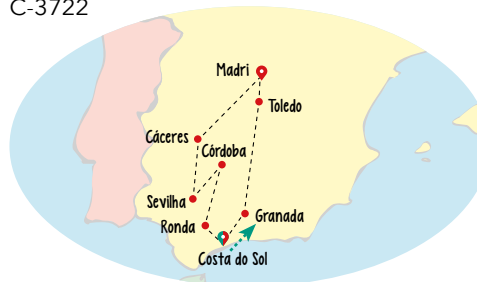 C-3722
Madri
Toledo
Cáceres
Córdoba
Sevilha
Ronda
Granada
Costa do Sol